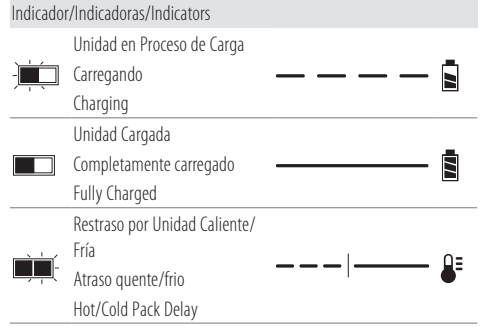 Indicador/Indicadoras/Indicators
Unidad en Proceso de Carga
Carregando
Charging
Unidad Cargada
Completamente carregado
Fully Charged
Restraso por Unidad Caliente/
Fría
Atraso quente/frio
Hot/Cold Pack Delay